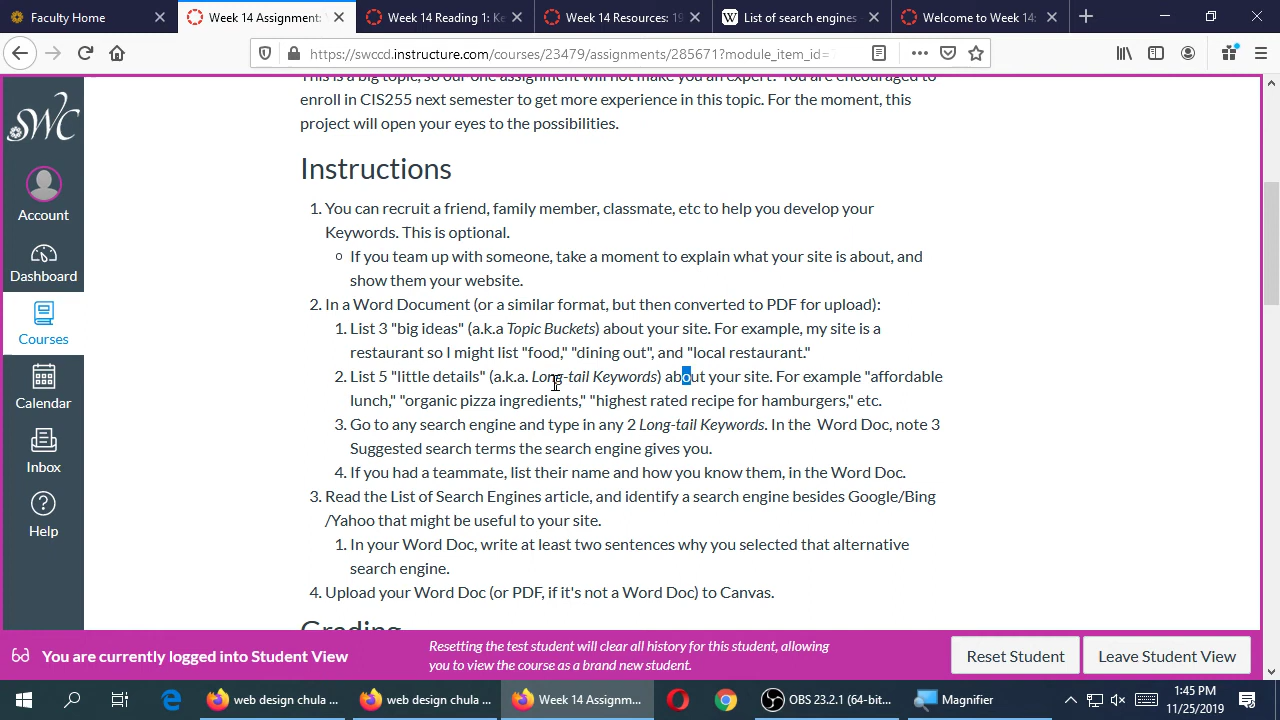 Faculty Home
Week 14 Assignment:
Week 14 Reading 1: Ke
Week 14 Resources: 19
List of search engines
Welcome to Week 14:
https://swccd.instructure.com/courses/23479/assignments/285671?module_item_id=
This is a big topic, so our one assignment will not make you an expert! You are encouraged to
enroll in CIS255 next semester to get more experience in this topic. For the moment, this
project will open your eyes to the possibilities.
SWC
Account
Dashboard
Courses
Calendar
Inbox
Help
Instructions
1. You can recruit a friend, family member, classmate, etc to help you develop your
Keywords. This is optional.
o If you team up with someone, take a moment to explain what your site is about, and
show them your website.
2. In a Word Document (or a similar format, but then converted to PDF for upload):
1. List 3 "big ideas" (a.k.a Topic Buckets) about your site. For example, my site is a
restaurant so I might list "food," "dining out", and "local restaurant."
2. List 5 "little details" (a.k.a. Long-tail Keywords) about your site. For example "affordable
lunch," "organic pizza ingredients," "highest rated recipe for hamburgers," etc.
3. Go to any search engine and type in any 2 Long-tail Keywords. In the Word Doc, note 3
Suggested search terms the search engine gives you.
4. If you had a teammate, list their name and how you know them, in the Word Doc.
3. Read the List of Search Engines article, and identify a search engine besides Google/Bing
/Yahoo that might be useful to your site.
1. In your Word Doc, write at least two sentences why you selected that alternative
search engine.
4. Upload your Word Doc (or PDF, if it's not a Word Doc) to Canvas.
Grading
You are currently logged into Student View
Resetting the test student will clear all history for this student, allowing
you to view the course as a brand new student.
Reset Student
Leave Student View
web design chula ...
web design chula ...
Week 14 Assignm...
OBS 23.2.1 (64-bit...
Magnifier
1:45 PM
11/25/2019